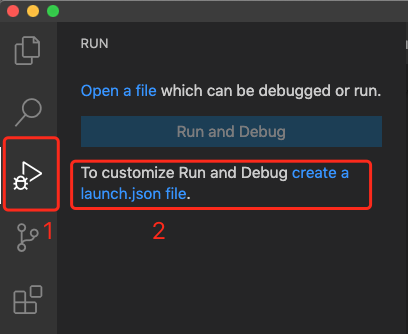 RUN
Open a file which can be debugged or run.
Run and Debug
To customize Run and Debug create a
launch.json file.
1
2